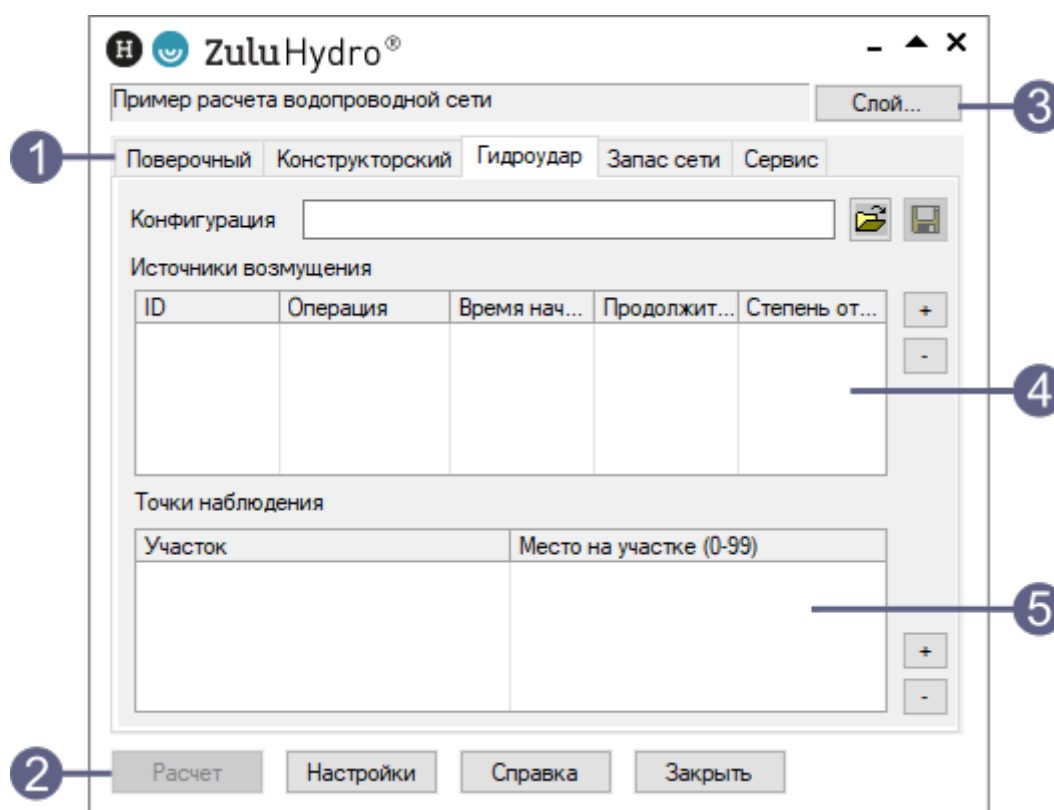 H ZuluHydro®
Пример расчета водопроводной сети Слой... 3
1 Поверочный Конструкторский Гидроудар Запас сети Сервис
Конфигурация
Источники возмущения
ID Операция Время нач... Продолжит... Степень от... +
-
4
Точки наблюдения
Участок Место на участке (0-99)
5
+
-
2 Расчет Настройки Справка Закрыть